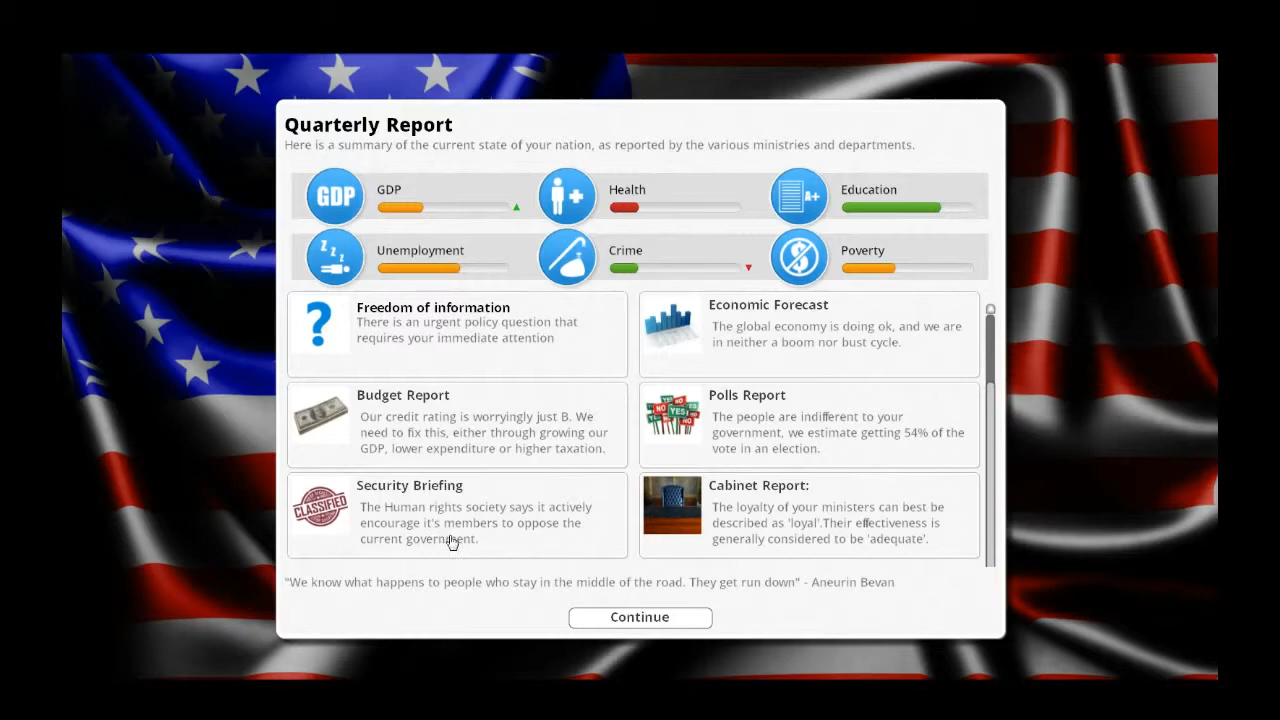 Quarterly Report
Here is a summary of the current state of your nation, as reported by the various ministries and departments.
GDP
GDP
Health
A+
Education
Z Z Z
Unemployment
Crime
$
Poverty
?
Freedom of information
There is an urgent policy question that
requires your immediate attention
Economic Forecast
The global economy is doing ok, and we are
in neither a boom nor bust cycle.
Budget Report
Our credit rating is worryingly just B. We
need to fix this, either through growing our
GDP, lower expenditure or higher taxation.
YES
NO
YES
NO
NO
Polls Report
The people are indifferent to your
government, we estimate getting 54% of the
vote in an election.
CLASSIFIED
Security Briefing
The Human rights society says it actively
encourage it's members to oppose the
current government.
Cabinet Report:
The loyalty of your ministers can best be
described as 'loyal'.Their effectiveness is
generally considered to be 'adequate'.
"We know what happens to people who stay in the middle of the road. They get run down" - Aneurin Bevan
Continue